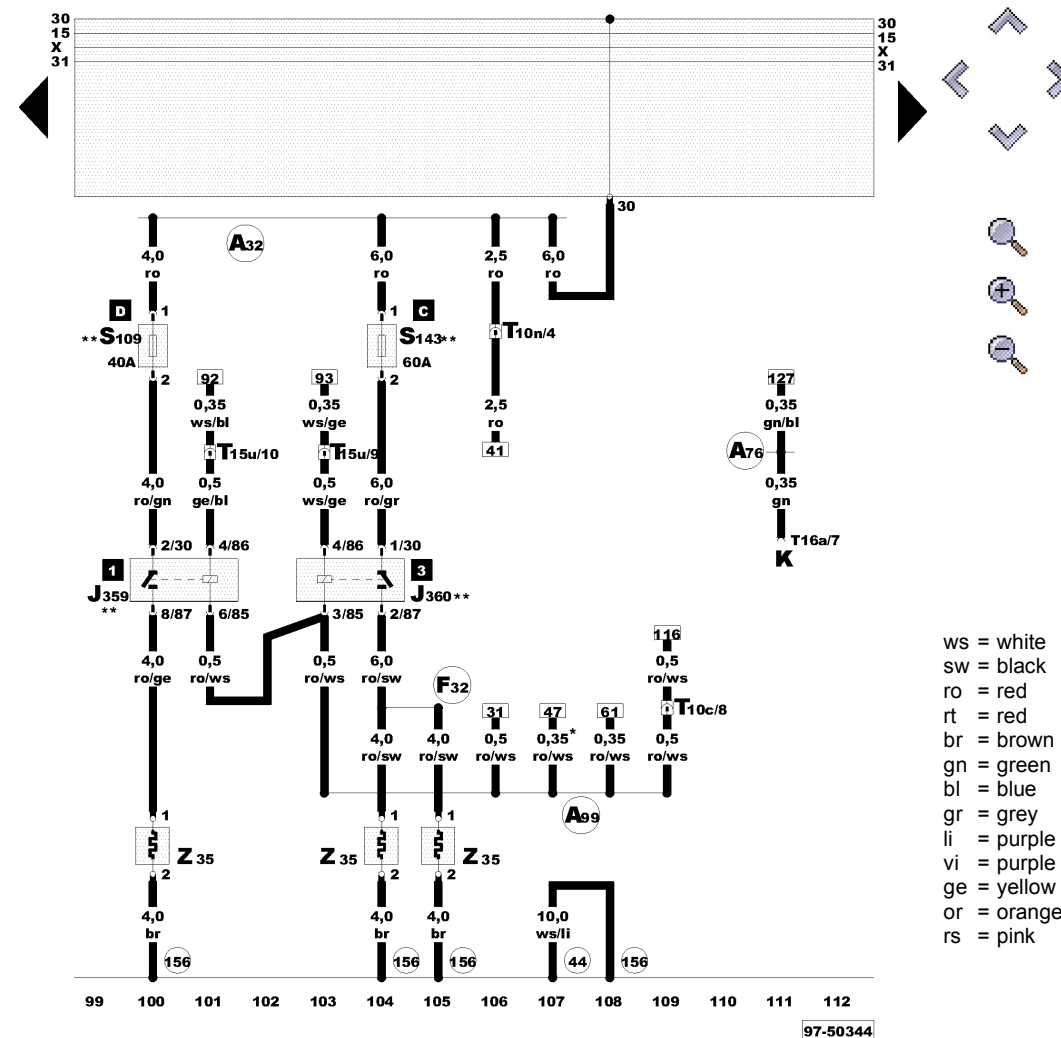 30 30
15 15
X X
31 31
30
A32
4,0 6,0 2,5 6,0
ro ro ro ro
D 1 C 1
**S109 S143** T10n/4
40A 60A
2 92 93 2 127
0,35 0,35 2,5 0,35
ws/bl ws/ge ro gn/bl
T15u/10 T15u/9 41 A76
4,0 0,5 0,5 6,0 0,35
ro/gn ge/bl ws/ge ro/gr gn
2/30 4/86 4/86 1/30 T16a/7
K
1 3
J359 J360**
**
8/87 6/85 3/85 2/87
116
4,0 0,5 0,5 6,0 0,5
ro/ge ro/ws ro/ws ro/sw ro/ws
F32
31 47 61 T10c/8
4,0 4,0 0,5 0,35* 0,35 0,5
ro/sw ro/sw ro/ws ro/ws ro/ws ro/ws
1 1 1 A99
Z35 Z35 Z35
2 2 2
4,0 4,0 4,0 10,0
br br br ws/li
156 156 156 44 156
99 100 101 102 103 104 105 106 107 108 109 110 111 112
97-50344
ws = white
sw = black
ro = red
rt = red
br = brown
gn = green
bl = blue
gr = grey
li = purple
vi = purple
ge = yellow
or = orange
rs = pink